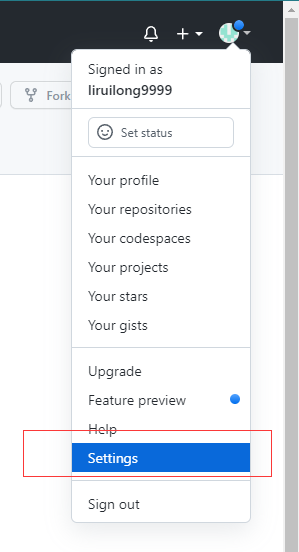 Fork
Signed in as
liruilong9999
Set status
Your profile
Your repositories
Your codespaces
Your projects
Your stars
Your gists
Upgrade
Feature preview
Help
Settings
Sign out